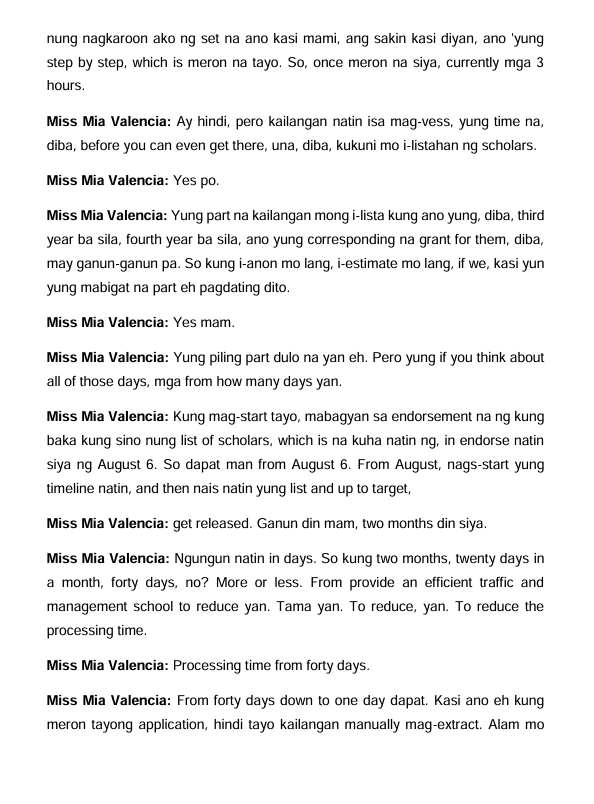 nung nagkaroon ako ng set na ano kasi mami, ang sakin kasi diyan, ano 'yung
step by step, which is meron na tayo. So, once meron na siya, currently mga 3
hours.
Miss Mia Valencia: Ay hindi, pero kailangan natin isa mag-vess, yung time na,
diba, before you can even get there, una, diba, kukuni mo i-listahan ng scholars.
Miss Mia Valencia: Yes po.
Miss Mia Valencia: Yung part na kailangan mong i-lista kung ano yung, diba, third
year ba sila, fourth year ba sila, ano yung corresponding na grant for them, diba,
may ganun-ganun pa. So kung i-anon mo lang, i-estimate mo lang, if we, kasi yun
yung mabigat na part eh pagdating dito.
Miss Mia Valencia: Yes mam.
Miss Mia Valencia: Yung piling part dulo na yan eh. Pero yung if you think about
all of those days, mga from how many days yan.
Miss Mia Valencia: Kung mag-start tayo, mabagyan sa endorsement na ng kung
baka kung sino nung list of scholars, which is na kuha natin ng, in endorse natin
siya ng August 6. So dapat man from August 6. From August, nags-start yung
timeline natin, and then nais natin yung list and up to target,
Miss Mia Valencia: get released. Ganun din mam, two months din siya.
Miss Mia Valencia: Ngungun natin in days. So kung two months, twenty days in
a month, forty days, no? More or less. From provide an efficient traffic and
management school to reduce yan. Tama yan. To reduce, yan. To reduce the
processing time.
Miss Mia Valencia: Processing time from forty days.
Miss Mia Valencia: From forty days down to one day dapat. Kasi ano eh kung
meron tayong application, hindi tayo kailangan manually mag-extract. Alam mo